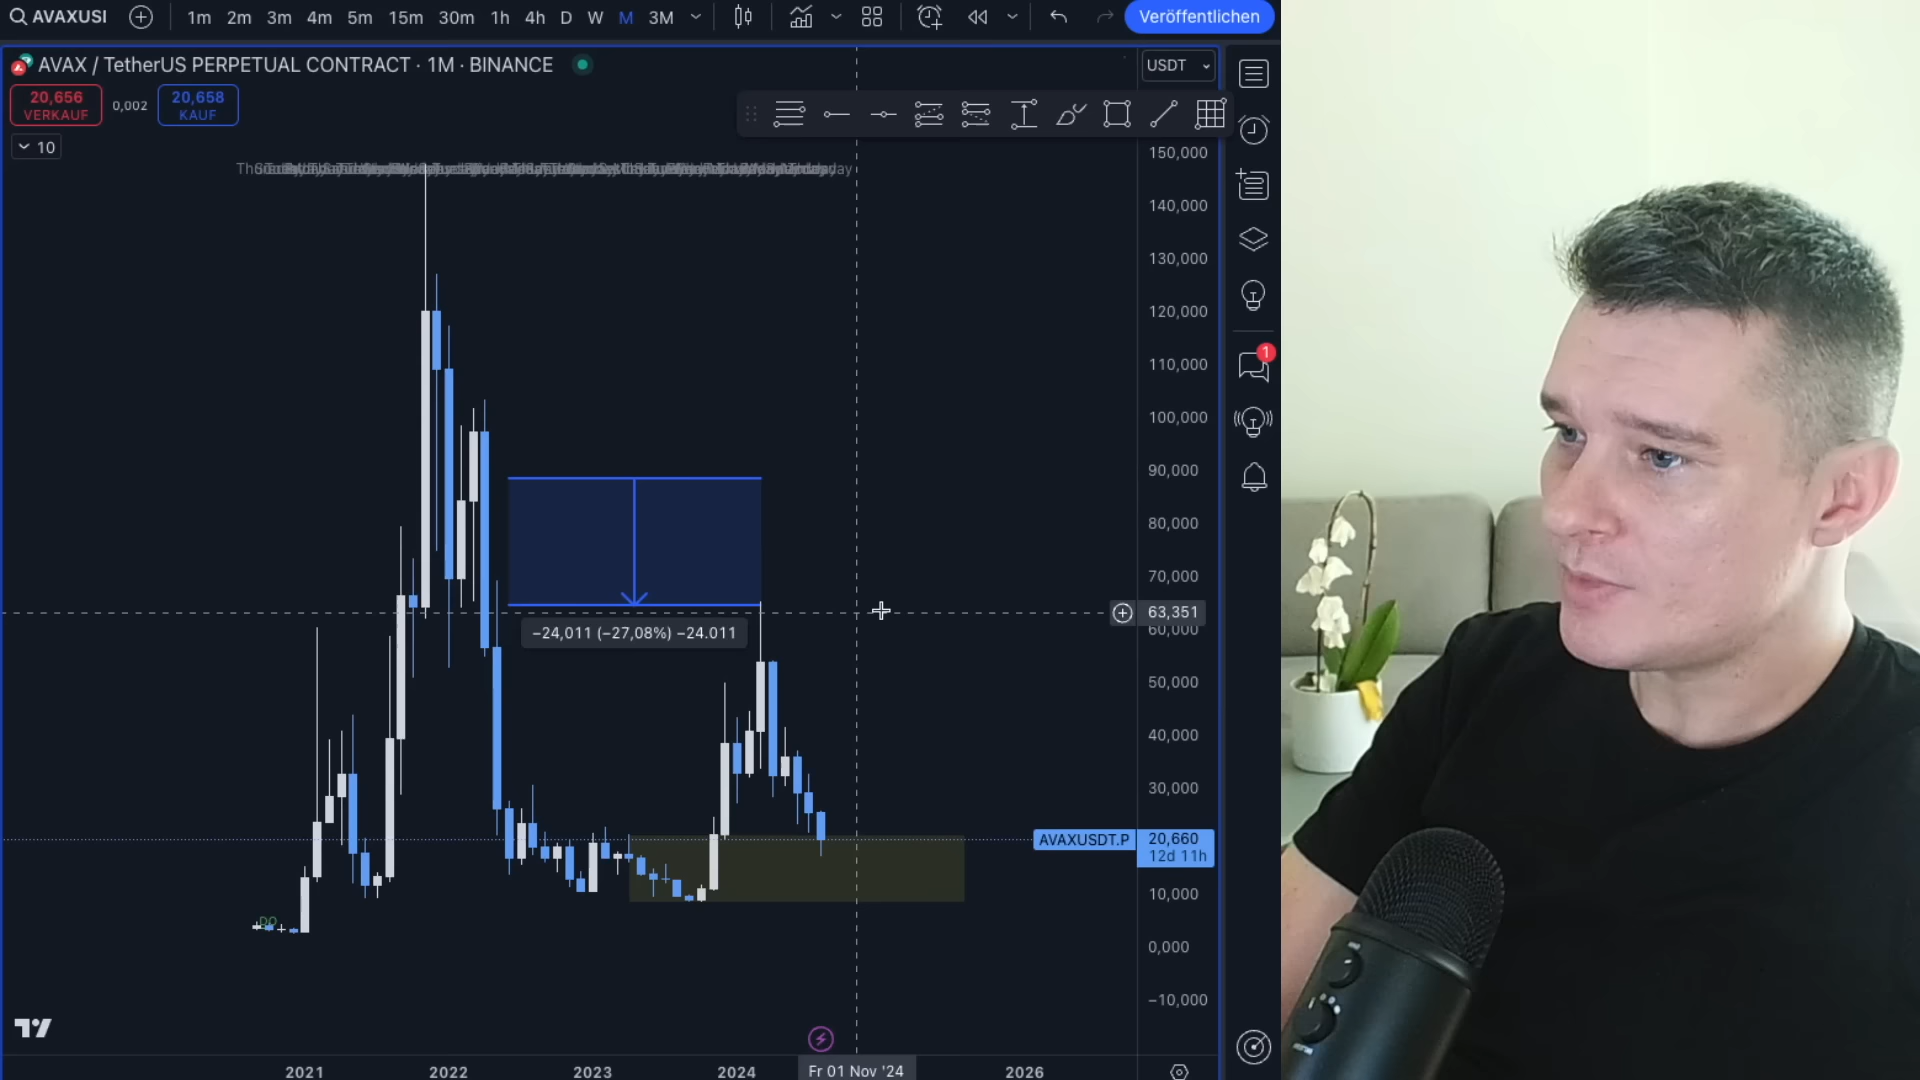 AVAXUSI 1m 2m 3m 4m 5m 15m 30m 1h 4h D W M 3M Veröffentlichen
AVAX / TetherUS PERPETUAL CONTRACT · 1M · BINANCE
USDT
20,656
VERKAUF
0,002
20,658
KAUF
10
150,000
140,000
130,000
120,000
110,000
100,000
90,000
80,000
70,000
63,351
60,000
−24,011 (−27,08%) −24.011
50,000
40,000
30,000
AVAXUSDT.P 20,660
12d 11h
10,000
DO
0,000
−10,000
2021 2022 2023 2024 Fr 01 Nov '24 2026
1